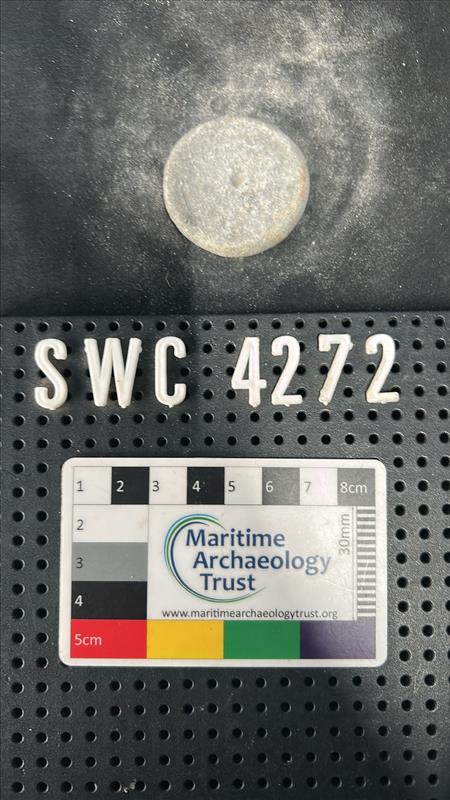 SWC 4272
1 2 3 4 5 6 7 8cm
2
3
4
5cm
30mm
Maritime
Archaeology
Trust
www.maritimearchaeologytrust.org